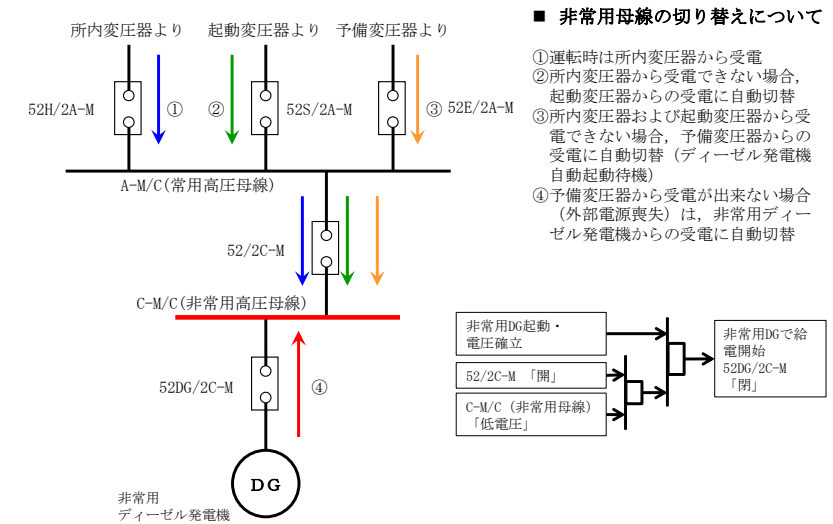 所内変圧器より
起動変圧器より
予備変圧器より
52H/2A-M
①
②
52S/2A-M
③
52E/2A-M
A-M/C(常用高圧母線)
52/2C-M
C-M/C(非常用高圧母線)
52DG/2C-M
④
DG
非常用
ディーゼル発電機
■ 非常用母線の切り替えについて
①運転時は所内変圧器から受電
②所内変圧器から受電できない場合，
起動変圧器からの受電に自動切替
③所内変圧器および起動変圧器から受
電できない場合，予備変圧器からの
受電に自動切替（ディーゼル発電機
自動起動待機）
④予備変圧器から受電が出来ない場合
（外部電源喪失）は，非常用ディー
ゼル発電機からの受電に自動切替
非常用DG起動・
電圧確立
52/2C-M 「開」
C-M/C（非常用母線）
「低電圧」
非常用DGで給
電開始
52DG/2C-M
「閉」